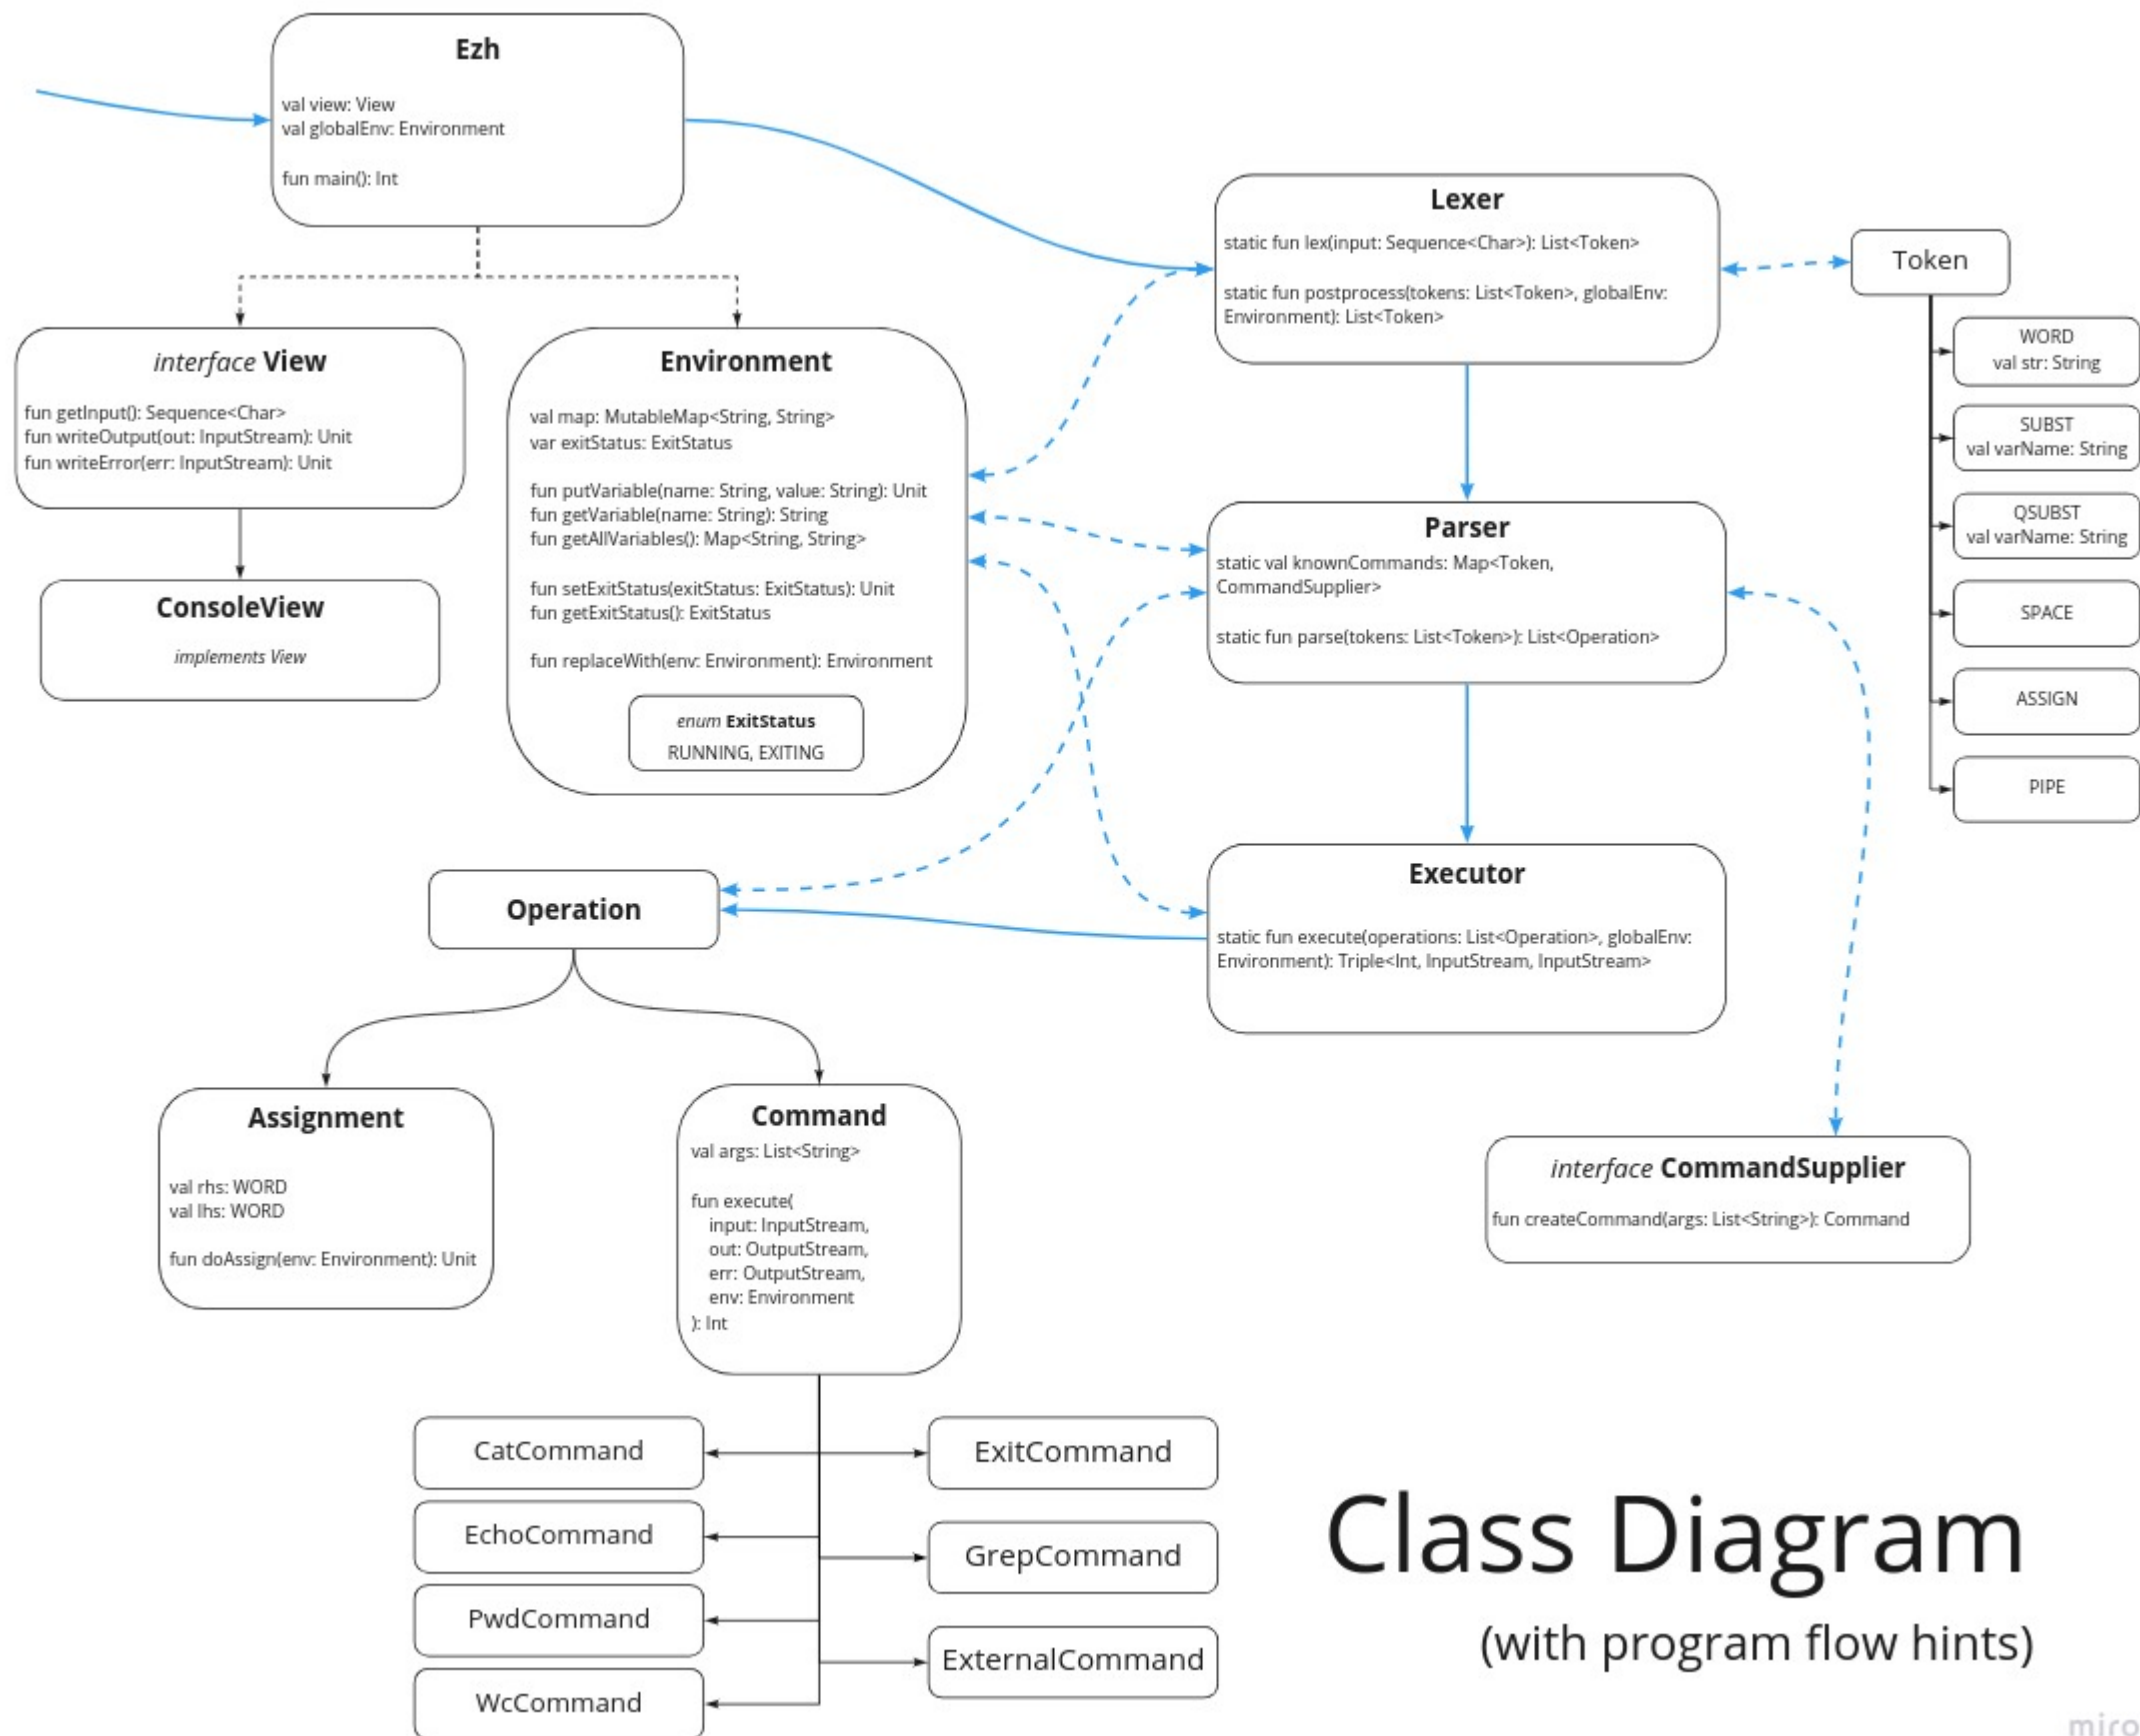 Ezh
val view: View
val globalEnv: Environment
fun main(): Int
Lexer
static fun lex(input: Sequence<Char>): List<Token>
static fun postprocess(tokens: List<Token>, globalEnv:
Environment): List<Token>
Token
WORD
val str: String
SUBST
val varName: String
QSUBST
val varName: String
SPACE
ASSIGN
PIPE
interface View
fun getInput(): Sequence<Char>
fun writeOutput(out: InputStream): Unit
fun writeError(err: InputStream): Unit
ConsoleView
implements View
Environment
val map: MutableMap<String, String>
var exitStatus: ExitStatus
fun putVariable(name: String, value: String): Unit
fun getVariable(name: String): String
fun getAllVariables(): Map<String, String>
fun setExitStatus(exitStatus: ExitStatus): Unit
fun getExitStatus(): ExitStatus
fun replaceWith(env: Environment): Environment
enum ExitStatus
RUNNING, EXITING
Parser
static val knownCommands: Map<Token,
CommandSupplier>
static fun parse(tokens: List<Token>): List<Operation>
Executor
static fun execute(operations: List<Operation>, globalEnv:
Environment): Triple<Int, InputStream, InputStream>
Operation
Assignment
val rhs: WORD
val lhs: WORD
fun doAssign(env: Environment): Unit
Command
val args: List<String>
fun execute(
input: InputStream,
out: OutputStream,
err: OutputStream,
env: Environment
): Int
interface CommandSupplier
fun createCommand(args: List<String>): Command
CatCommand
ExitCommand
EchoCommand
GrepCommand
PwdCommand
ExternalCommand
WcCommand
Class Diagram
(with program flow hints)
miro